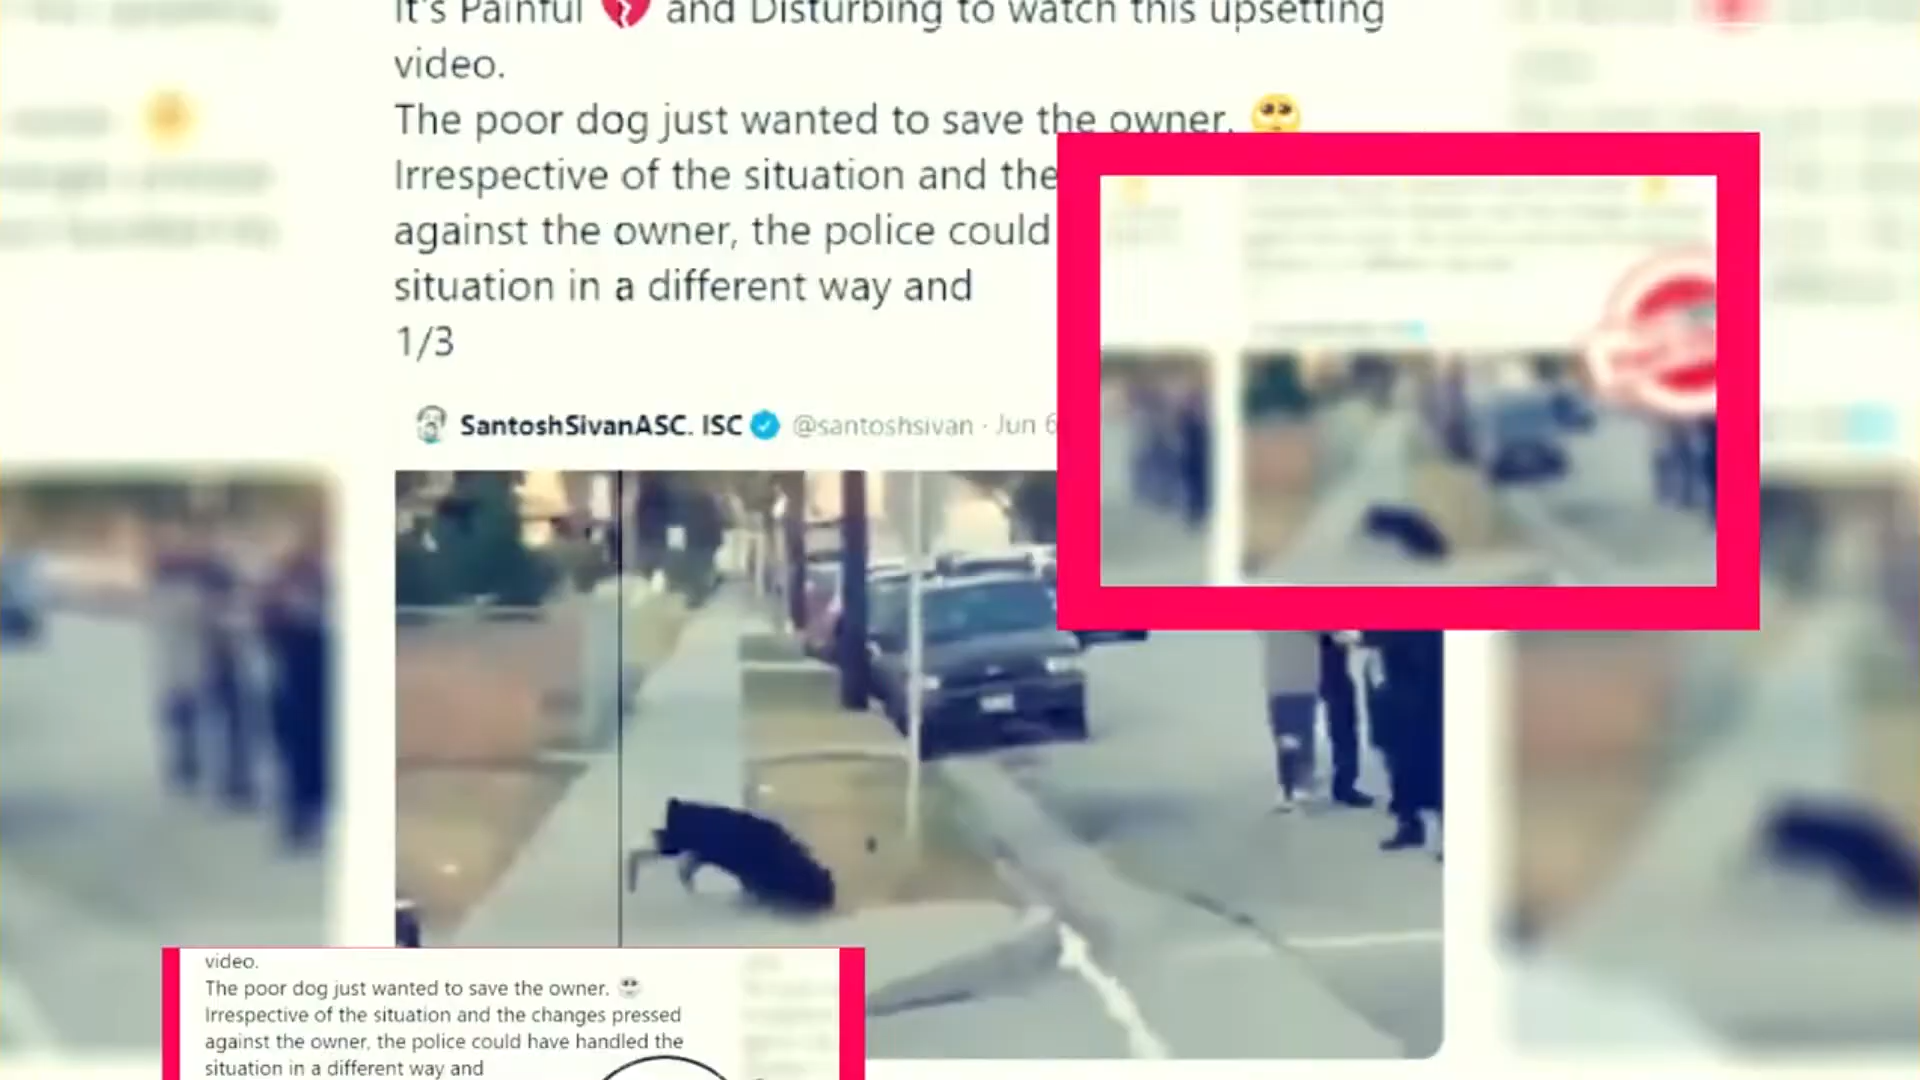 It's Painful 💔 and Disturbing to watch this upsetting
video.
The poor dog just wanted to save the owner. 🥺
Irrespective of the situation and the
against the owner, the police could
situation in a different way and
1/3
SantoshSivanASC. ISC @santoshsivan · Jun 6
video.
The poor dog just wanted to save the owner. 🥺
Irrespective of the situation and the changes pressed
against the owner, the police could have handled the
situation in a different way and